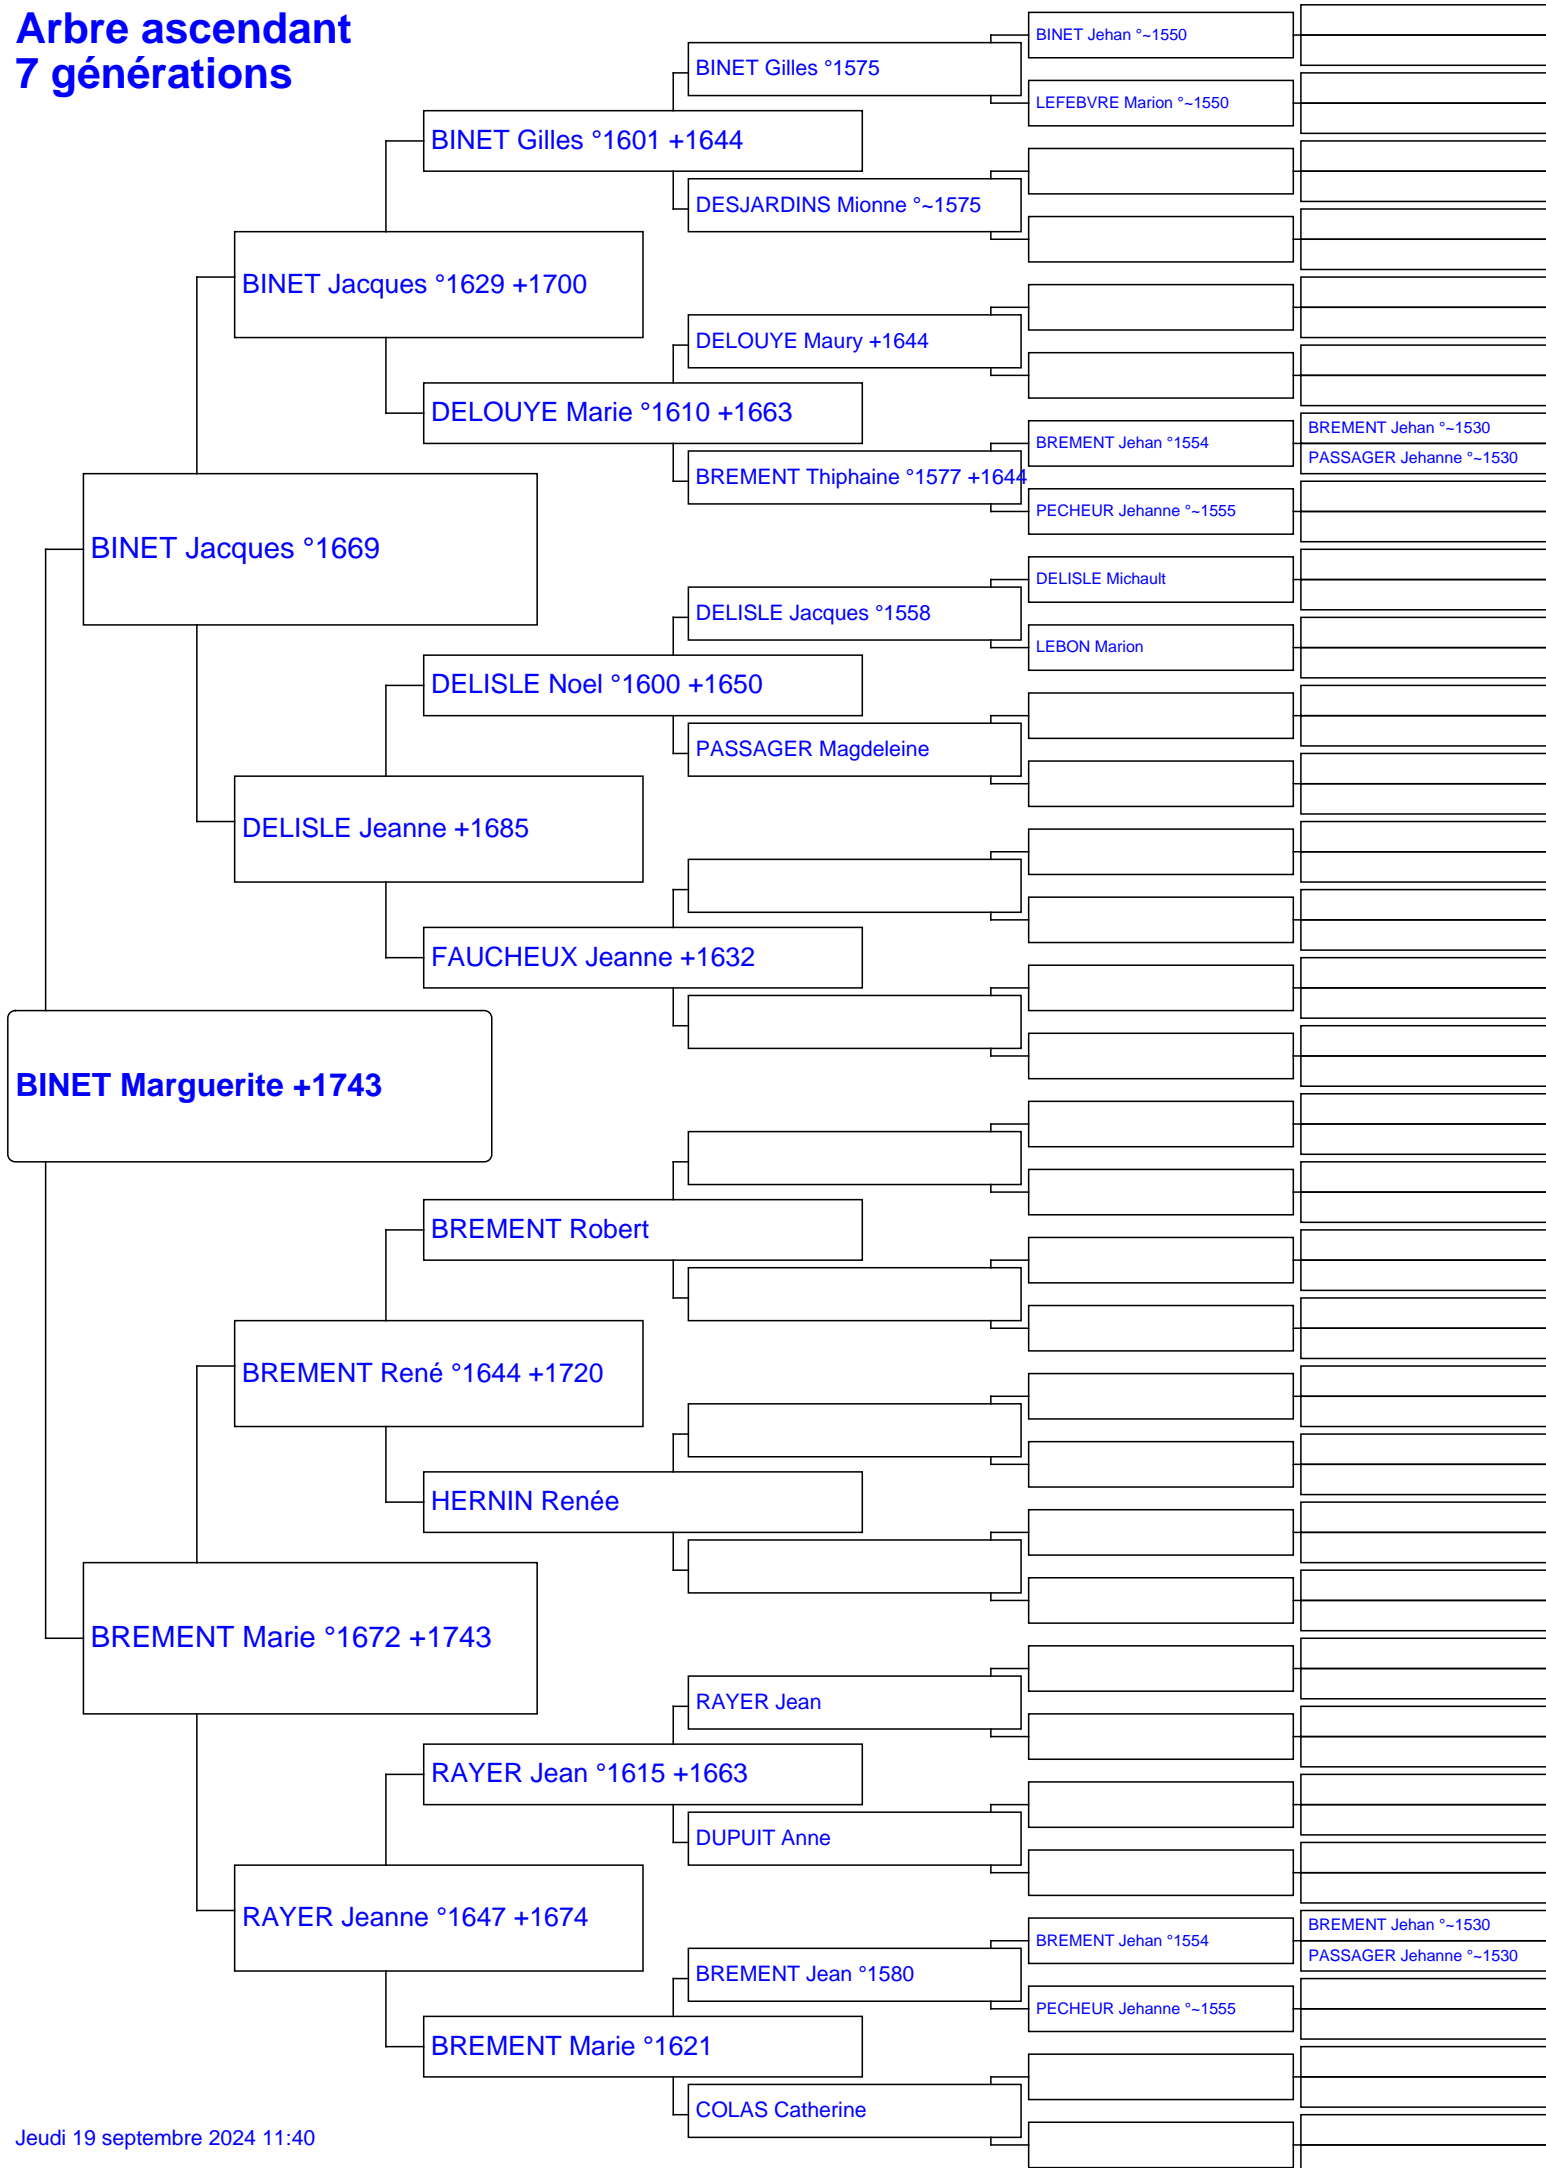 Arbre ascendant
7 générations
BINET Jehan °~1550
BINET Gilles °1575
LEFEBVRE Marion °~1550
BINET Gilles °1601 +1644
DESJARDINS Mionne °~1575
BINET Jacques °1629 +1700
DELOUYE Maury +1644
DELOUYE Marie °1610 +1663
BREMENT Jehan °~1530
BREMENT Jehan °1554
PASSAGER Jehanne °~1530
BREMENT Thiphaine °1577 +1644
PECHEUR Jehanne °~1555
BINET Jacques °1669
DELISLE Michault
DELISLE Jacques °1558
LEBON Marion
DELISLE Noel °1600 +1650
PASSAGER Magdeleine
DELISLE Jeanne +1685
FAUCHEUX Jeanne +1632
BINET Marguerite +1743
BREMENT Robert
BREMENT René °1644 +1720
HERNIN Renée
BREMENT Marie °1672 +1743
RAYER Jean
RAYER Jean °1615 +1663
DUPUIT Anne
RAYER Jeanne °1647 +1674
BREMENT Jehan °~1530
BREMENT Jehan °1554
PASSAGER Jehanne °~1530
BREMENT Jean °1580
PECHEUR Jehanne °~1555
BREMENT Marie °1621
COLAS Catherine
Jeudi 19 septembre 2024 11:40